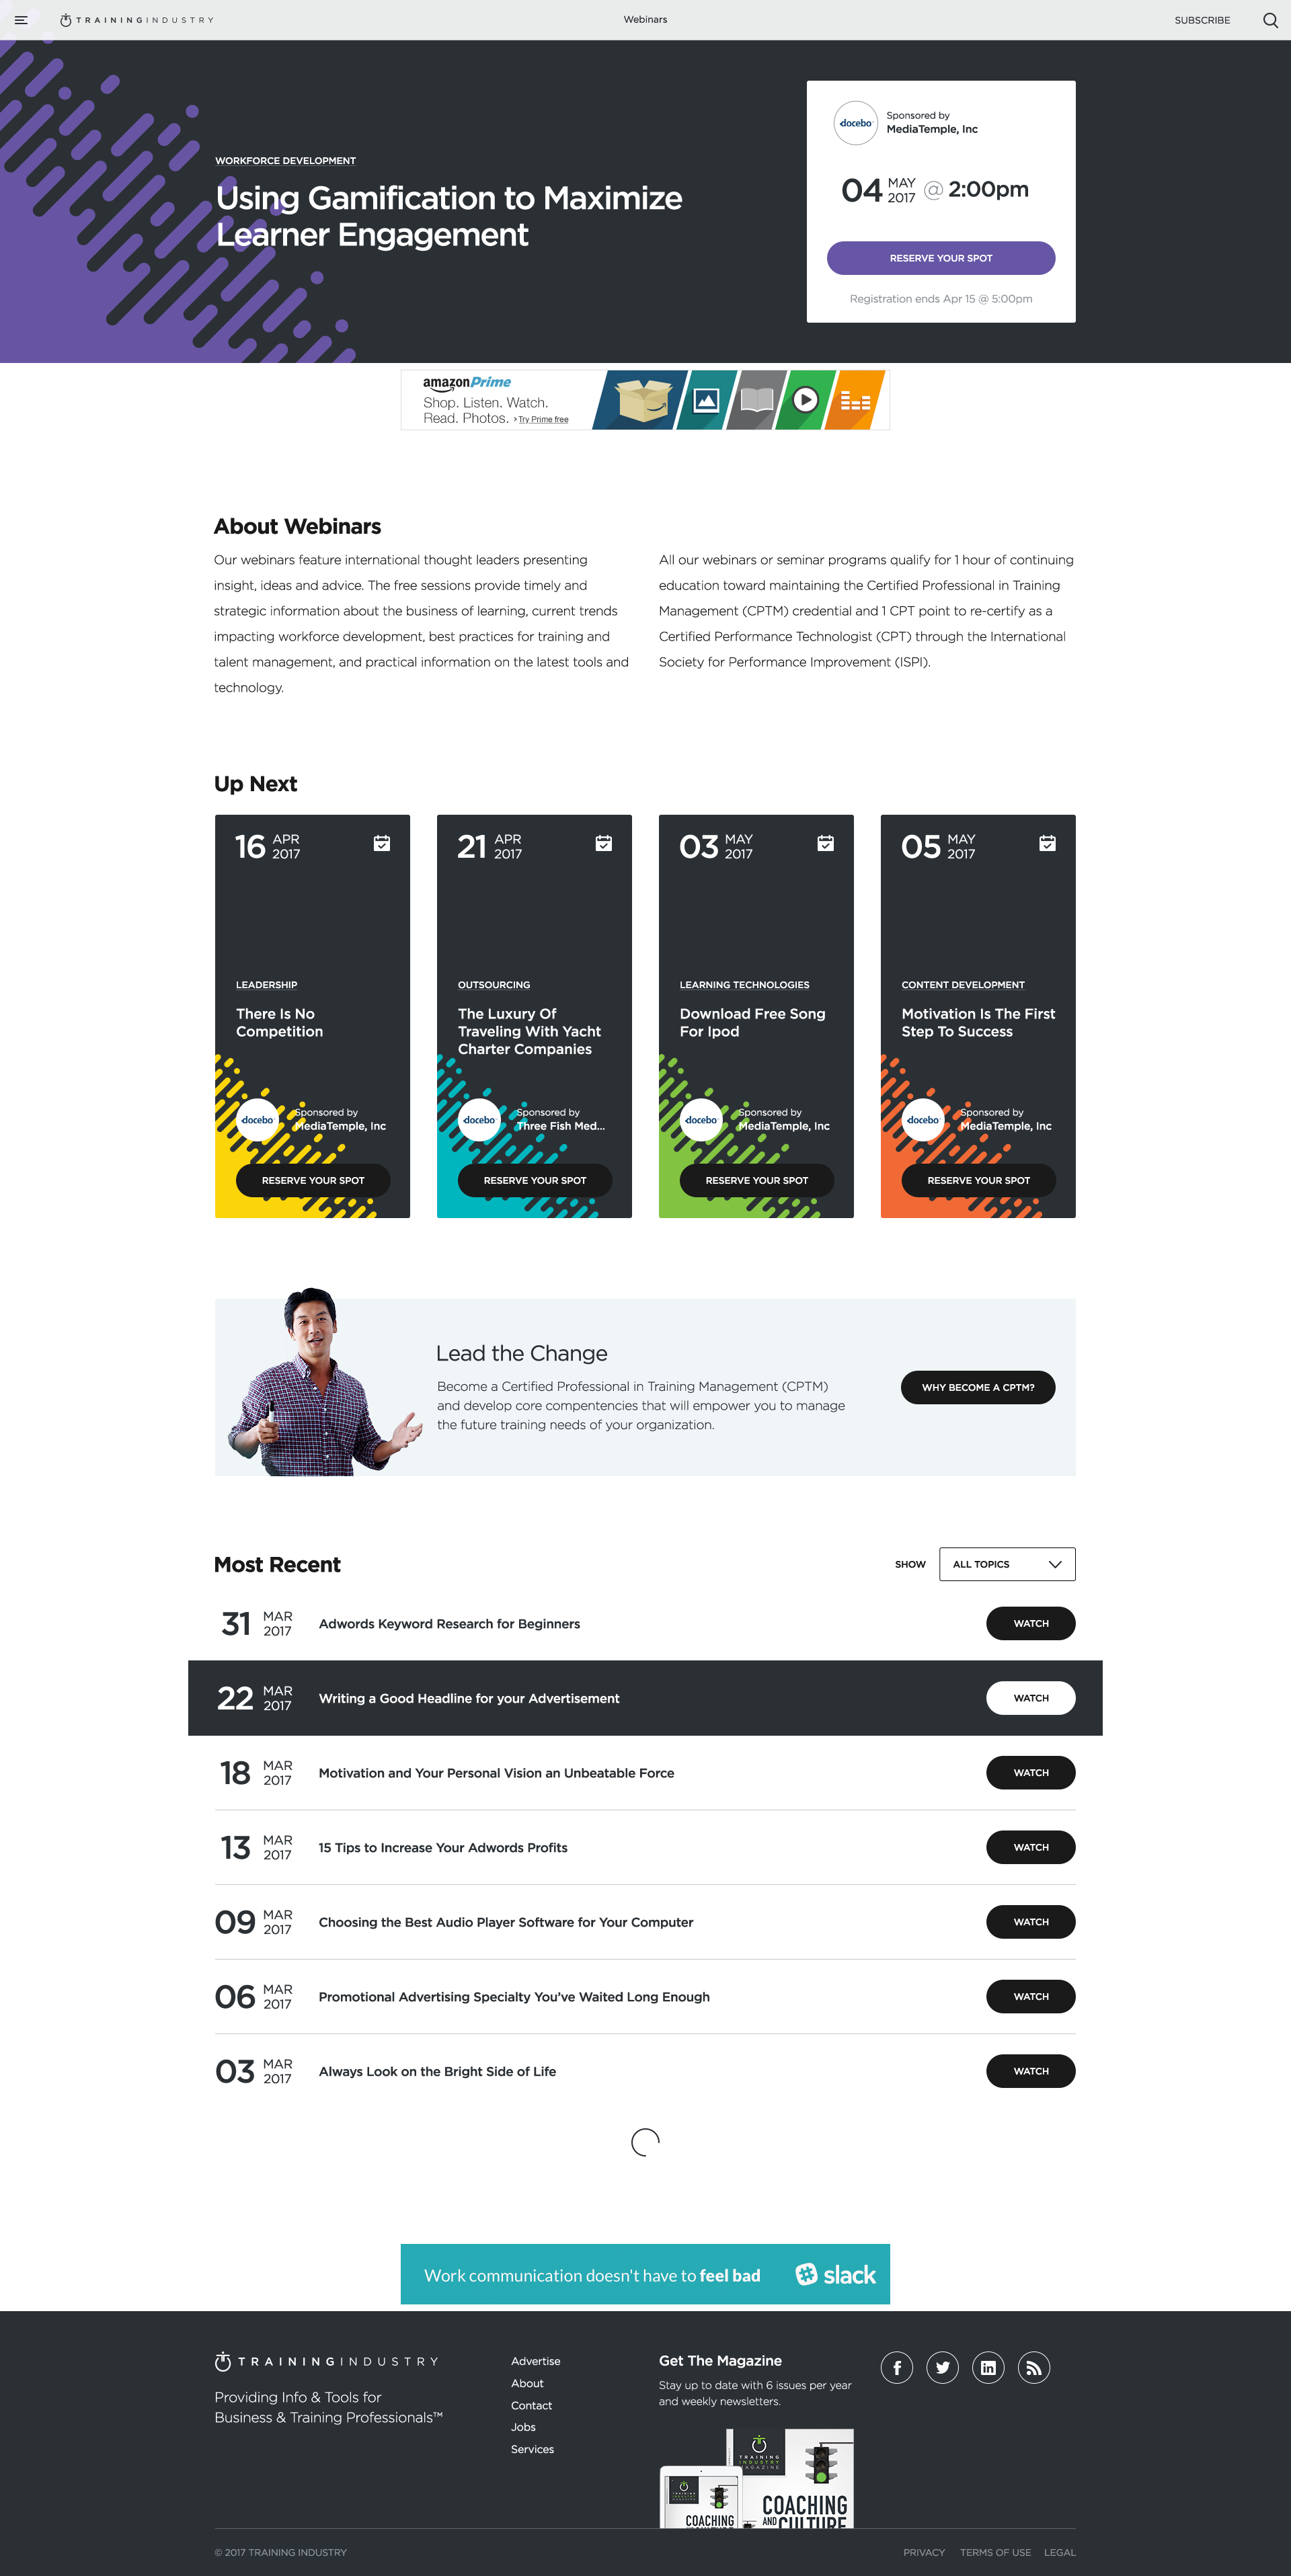 TRAININGINDUSTRY
Webinars
SUBSCRIBE
WORKFORCE DEVELOPMENT
Using Gamification to Maximize
Learner Engagement
docebo
Sponsored by
MediaTemple, Inc
04 MAY 2017 @ 2:00pm
RESERVE YOUR SPOT
Registration ends Apr 15 @ 5:00pm
amazonPrime
Shop. Listen. Watch.
Read. Photos. › Try Prime free
About Webinars
Our webinars feature international thought leaders presenting
insight, ideas and advice. The free sessions provide timely and
strategic information about the business of learning, current trends
impacting workforce development, best practices for training and
talent management, and practical information on the latest tools and
technology.
All our webinars or seminar programs qualify for 1 hour of continuing
education toward maintaining the Certified Professional in Training
Management (CPTM) credential and 1 CPT point to re-certify as a
Certified Performance Technologist (CPT) through the International
Society for Performance Improvement (ISPI).
Up Next
16 APR 2017
LEADERSHIP
There Is No
Competition
docebo
Sponsored by
MediaTemple, Inc
RESERVE YOUR SPOT
21 APR 2017
OUTSOURCING
The Luxury Of
Traveling With Yacht
Charter Companies
docebo
Sponsored by
Three Fish Med...
RESERVE YOUR SPOT
03 MAY 2017
LEARNING TECHNOLOGIES
Download Free Song
For Ipod
docebo
Sponsored by
MediaTemple, Inc
RESERVE YOUR SPOT
05 MAY 2017
CONTENT DEVELOPMENT
Motivation Is The First
Step To Success
docebo
Sponsored by
MediaTemple, Inc
RESERVE YOUR SPOT
Lead the Change
Become a Certified Professional in Training Management (CPTM)
and develop core competencies that will empower you to manage
the future training needs of your organization.
WHY BECOME A CPTM?
Most Recent
SHOW
ALL TOPICS
31 MAR 2017 Adwords Keyword Research for Beginners WATCH
22 MAR 2017 Writing a Good Headline for your Advertisement WATCH
18 MAR 2017 Motivation and Your Personal Vision an Unbeatable Force WATCH
13 MAR 2017 15 Tips to Increase Your Adwords Profits WATCH
09 MAR 2017 Choosing the Best Audio Player Software for Your Computer WATCH
06 MAR 2017 Promotional Advertising Specialty You've Waited Long Enough WATCH
03 MAR 2017 Always Look on the Bright Side of Life WATCH
Work communication doesn't have to feel bad
slack
TRAININGINDUSTRY
Providing Info & Tools for
Business & Training Professionals™
Advertise
About
Contact
Jobs
Services
Get The Magazine
Stay up to date with 6 issues per year
and weekly newsletters.
TRAINING
INDUSTRY
MAGAZINE
COACHING
AND CULTURE
COACHING
© 2017 TRAINING INDUSTRY
PRIVACY
TERMS OF USE
LEGAL